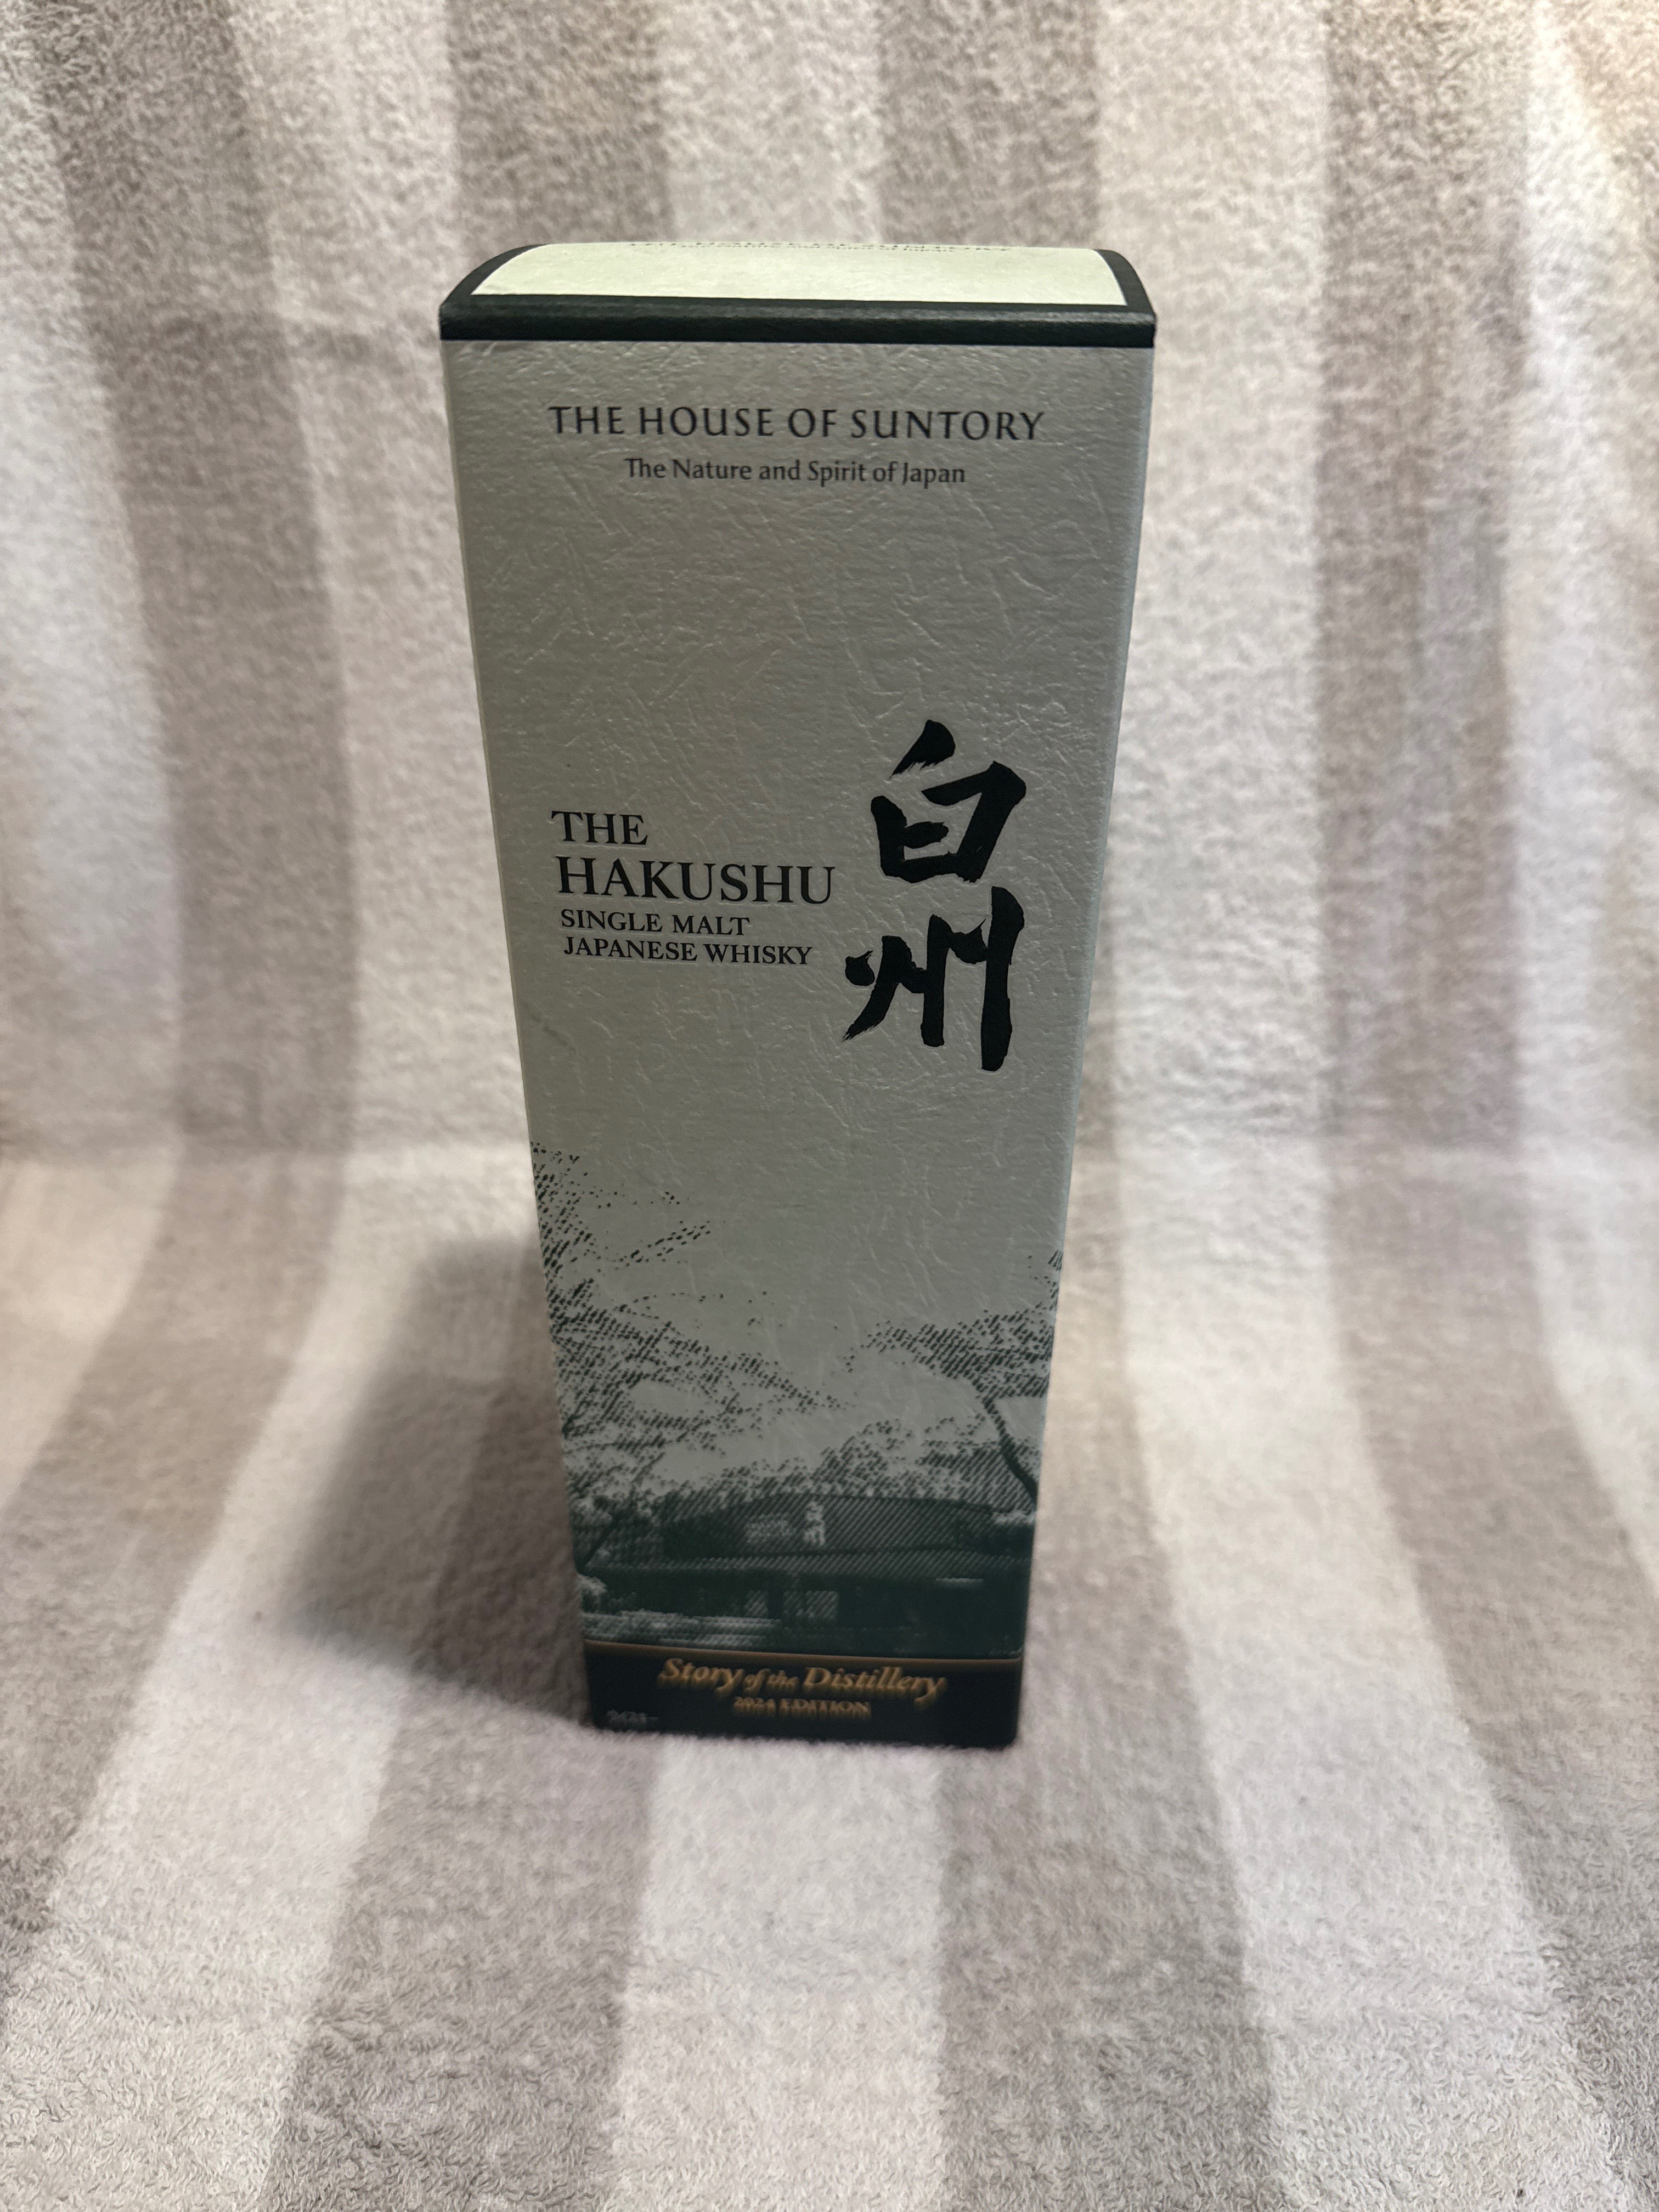 THE HOUSE OF SUNTORY
The Nature and Spirit of Japan
THE
HAKUSHU
SINGLE MALT
JAPANESE WHISKY
白州
Story of the Distillery
2024 EDITION